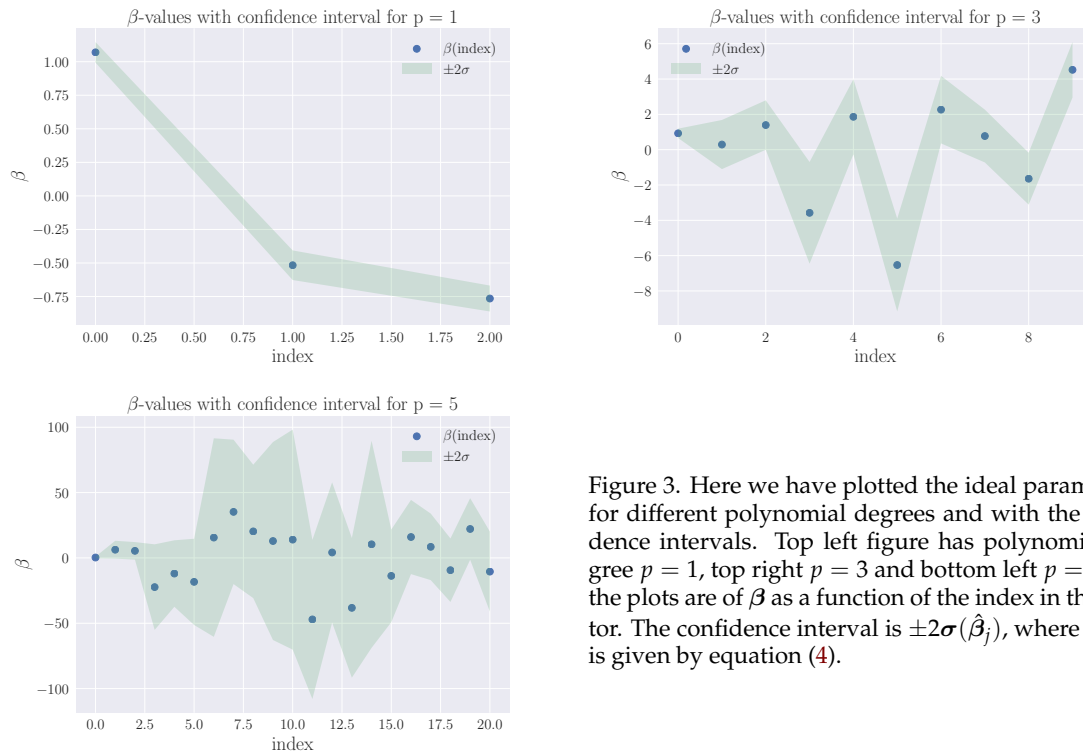 β-values with confidence interval for p = 1
β(index)
±2σ
1.00
0.75
0.50
0.25
0.00
−0.25
−0.50
−0.75
β
0.00 0.25 0.50 0.75 1.00 1.25 1.50 1.75 2.00
index
β-values with confidence interval for p = 3
β(index)
±2σ
6
4
2
0
−2
−4
−6
−8
β
0 2 4 6 8
index
β-values with confidence interval for p = 5
β(index)
±2σ
100
50
0
−50
−100
β
0.0 2.5 5.0 7.5 10.0 12.5 15.0 17.5 20.0
index
Figure 3. Here we have plotted the ideal param
for different polynomial degrees and with the
dence intervals. Top left figure has polynomi
gree p = 1, top right p = 3 and bottom left p =
the plots are of β as a function of the index in th
tor. The confidence interval is ±2σ(β̂j), where
is given by equation (4).